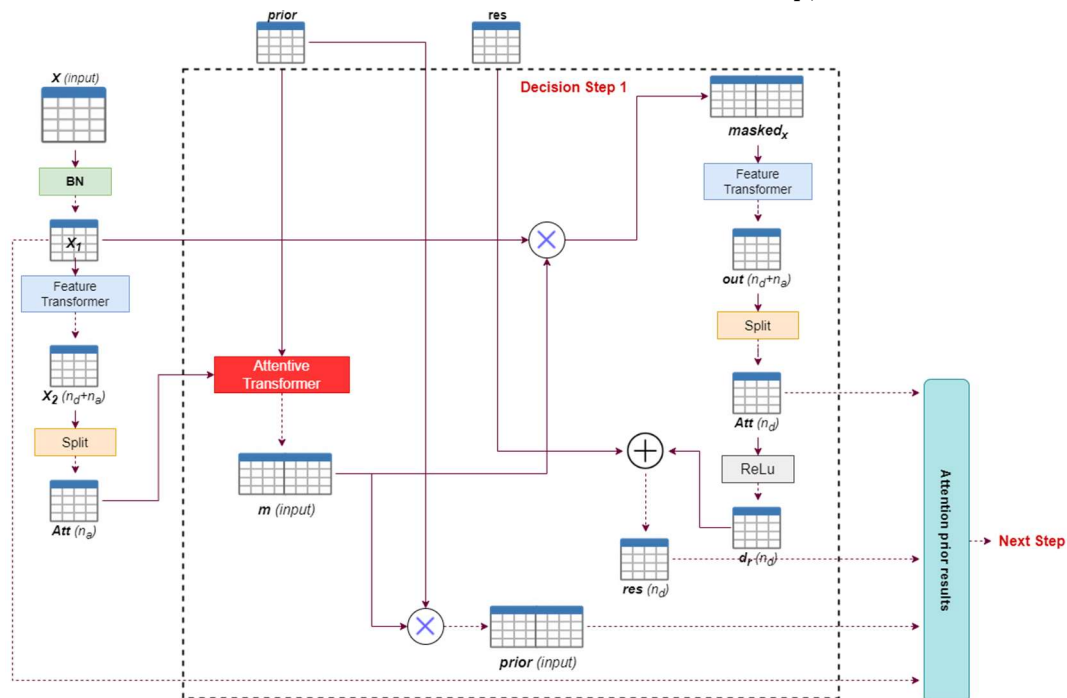 prior
res
X (input)
Decision Step 1
masked_x
BN
Feature
Transformer
X_1
Feature
Transformer
out (n_d+n_a)
Split
Attentive
Transformer
X_2 (n_d+n_a)
Att (n_d)
Split
ReLu
m (input)
Att (n_a)
d_r (n_d)
res (n_d)
prior (input)
Attention prior results
Next Step